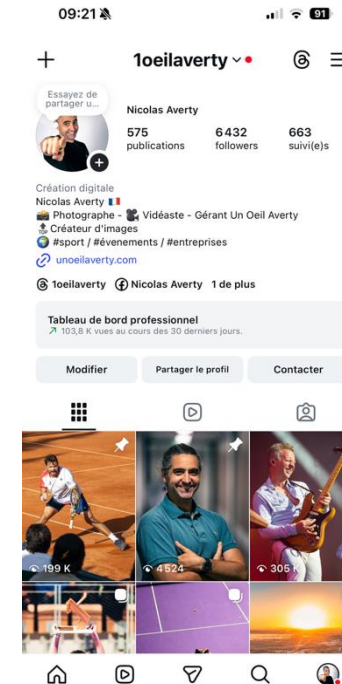 09:21 91
1oeilaverty
Essayez de
partager u...
Nicolas Averty
575 6 432 663
publications followers suivi(e)s
Création digitale
Nicolas Averty 🇫🇷
📸 Photographe - 🎥 Vidéaste - Gérant Un Oeil Averty
🔝 Créateur d'images
🌍 #sport / #évenements / #entreprises
unoeilaverty.com
1oeilaverty Nicolas Averty 1 de plus
Tableau de bord professionnel
103,8 K vues au cours des 30 derniers jours.
Modifier Partager le profil Contacter
199 K 4 524 305 K